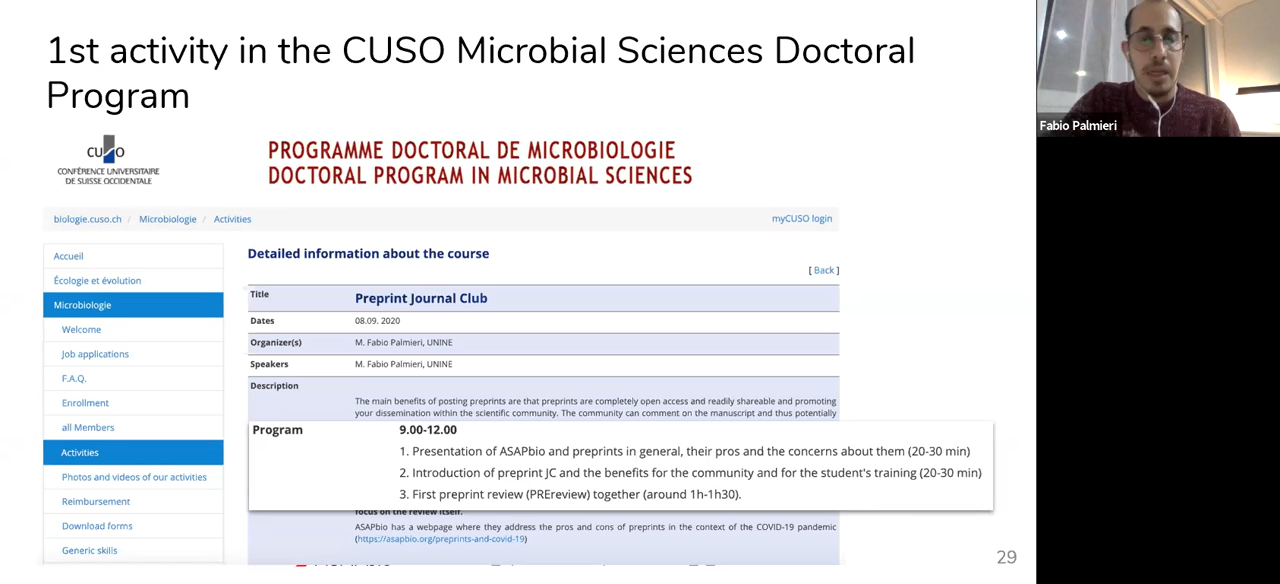 1st activity in the CUSO Microbial Sciences Doctoral
Program
CUSO
CONFÉRENCE UNIVERSITAIRE
DE SUISSE OCCIDENTALE
PROGRAMME DOCTORAL DE MICROBIOLOGIE
DOCTORAL PROGRAM IN MICROBIAL SCIENCES
biologie.cuso.ch / Microbiologie / Activities
myCUSO login
Accueil
Écologie et évolution
Microbiologie
Welcome
Job applications
F.A.Q.
Enrollment
all Members
Activities
Photos and videos of our activities
Reimbursement
Download forms
Generic skills
Detailed information about the course
[ Back ]
Title Preprint Journal Club
Dates 08.09. 2020
Organizer(s) M. Fabio Palmieri, UNINE
Speakers M. Fabio Palmieri, UNINE
Description
The main benefits of posting preprints are that preprints are completely open access and readily shareable and promoting
your dissemination within the scientific community. The community can comment on the manuscript and thus potentially
Program 9.00-12.00
1. Presentation of ASAPbio and preprints in general, their pros and the concerns about them (20-30 min)
2. Introduction of preprint JC and the benefits for the community and for the student's training (20-30 min)
3. First preprint review (PREreview) together (around 1h-1h30).
focus on the review itself.
ASAPbio has a webpage where they address the pros and cons of preprints in the context of the COVID-19 pandemic
(https://asapbio.org/preprints-and-covid-19)
29
Fabio Palmieri